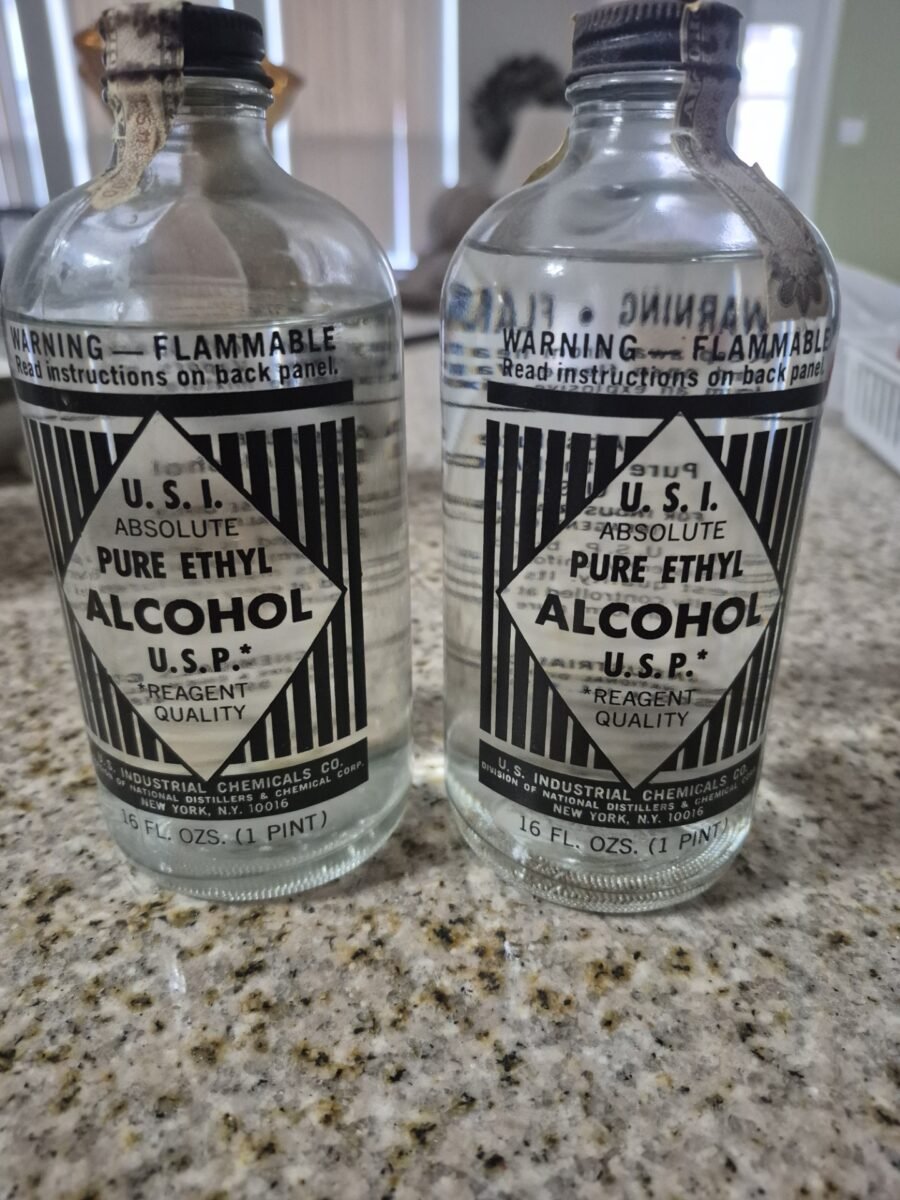 WARNING — FLAMMABLE
Read instructions on back panel.
U. S. I.
ABSOLUTE
PURE ETHYL
ALCOHOL
U.S.P.*
*REAGENT
QUALITY
U.S. INDUSTRIAL CHEMICALS CO.
DIVISION OF NATIONAL DISTILLERS & CHEMICAL CORP.
NEW YORK, N.Y. 10016
16 FL. OZS. (1 PINT)
WARNING — FLAMMABLE
Read instructions on back panel.
U. S. I.
ABSOLUTE
PURE ETHYL
ALCOHOL
U.S.P.*
*REAGENT
QUALITY
U. S. INDUSTRIAL CHEMICALS CO.
DIVISION OF NATIONAL DISTILLERS & CHEMICAL CORP.
NEW YORK, N.Y. 10016
16 FL. OZS. (1 PINT)